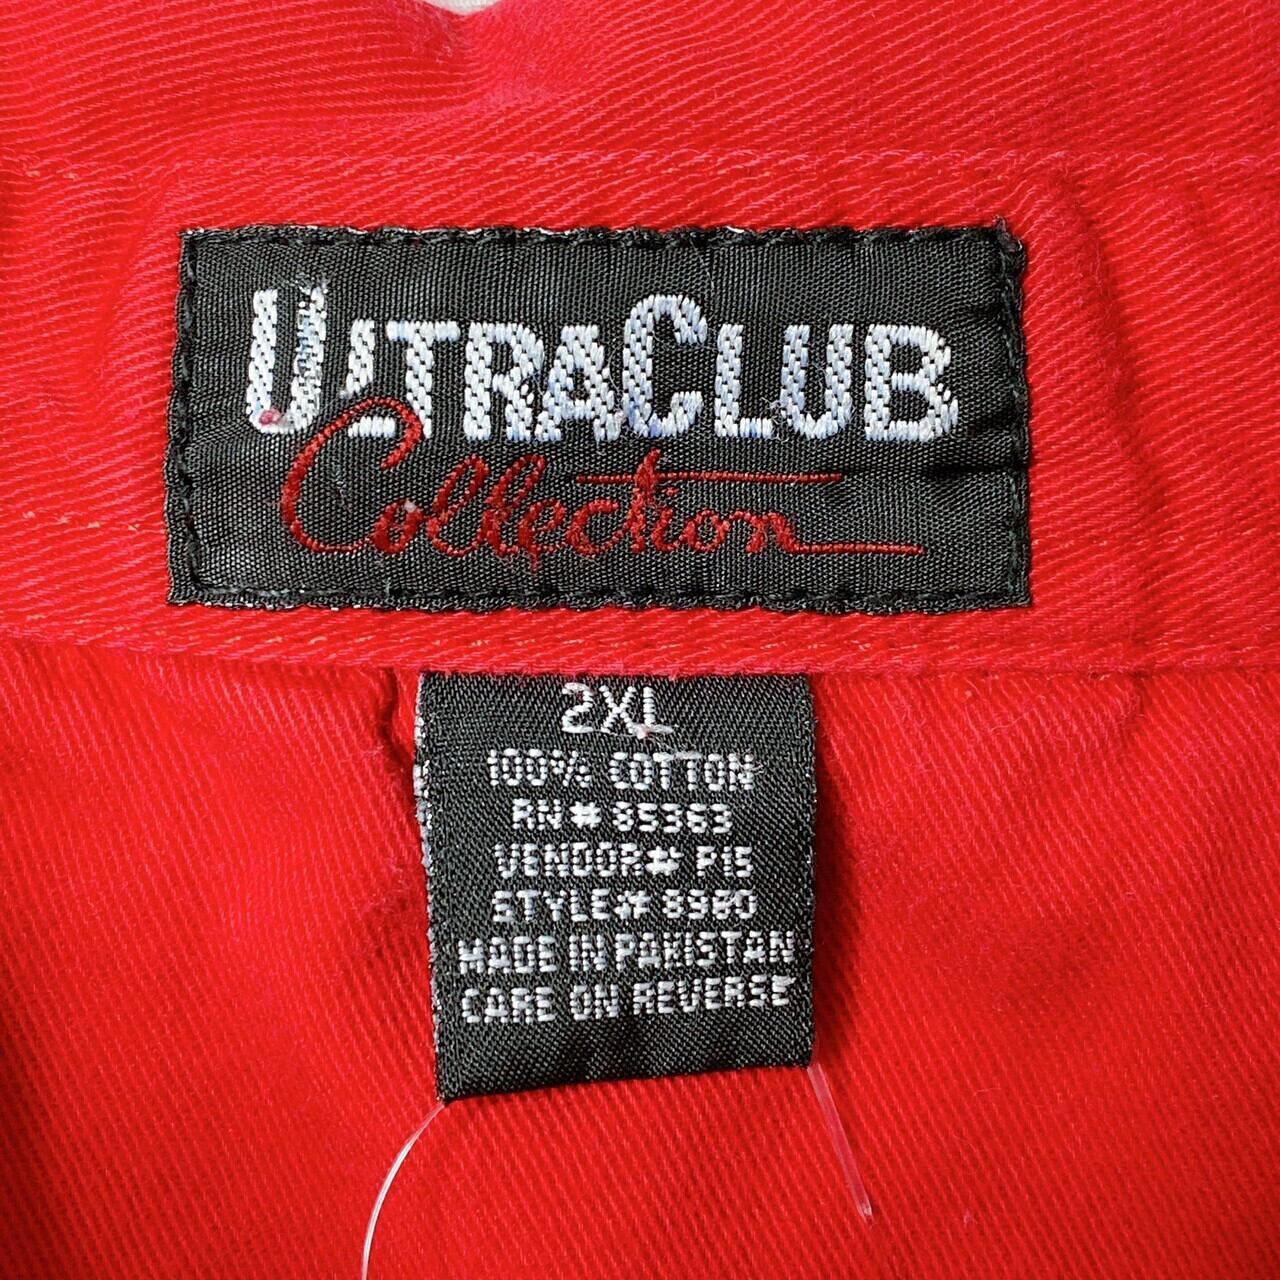 ULTRACLUB
Collection
2XL
100% COTTON
RN# 85363
VENDOR# P15
STYLE# 8980
MADE IN PAKISTAN
CARE ON REVERSE